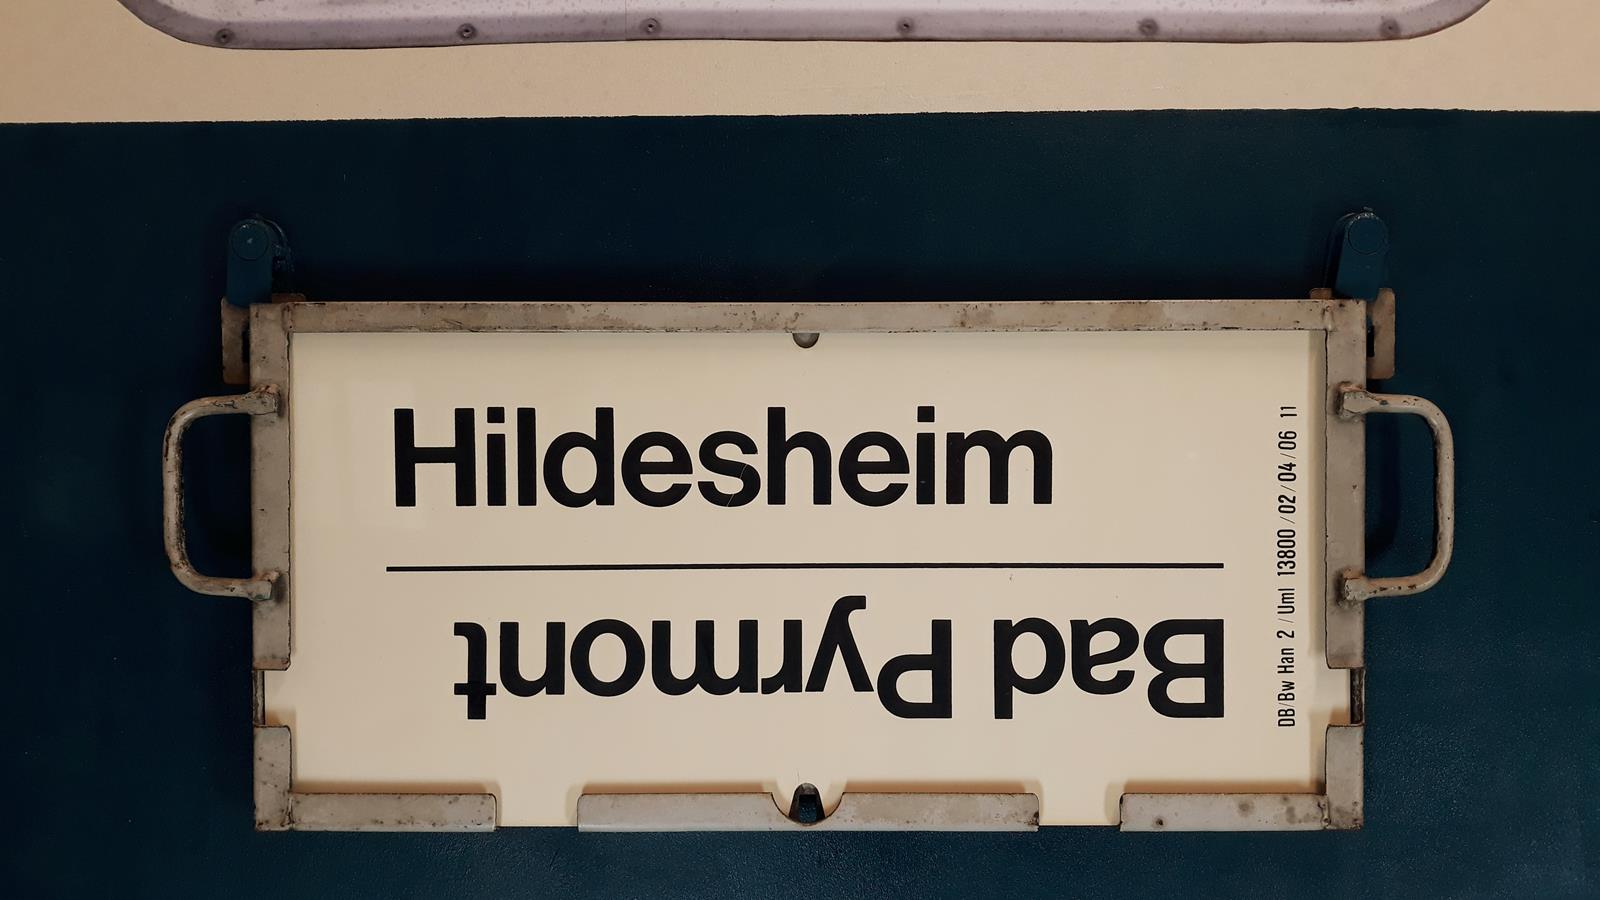 Hildesheim
Bad Pyrmont
DB/Bw Han 2 / Uml 13800 / 02 / 04 / 06 11